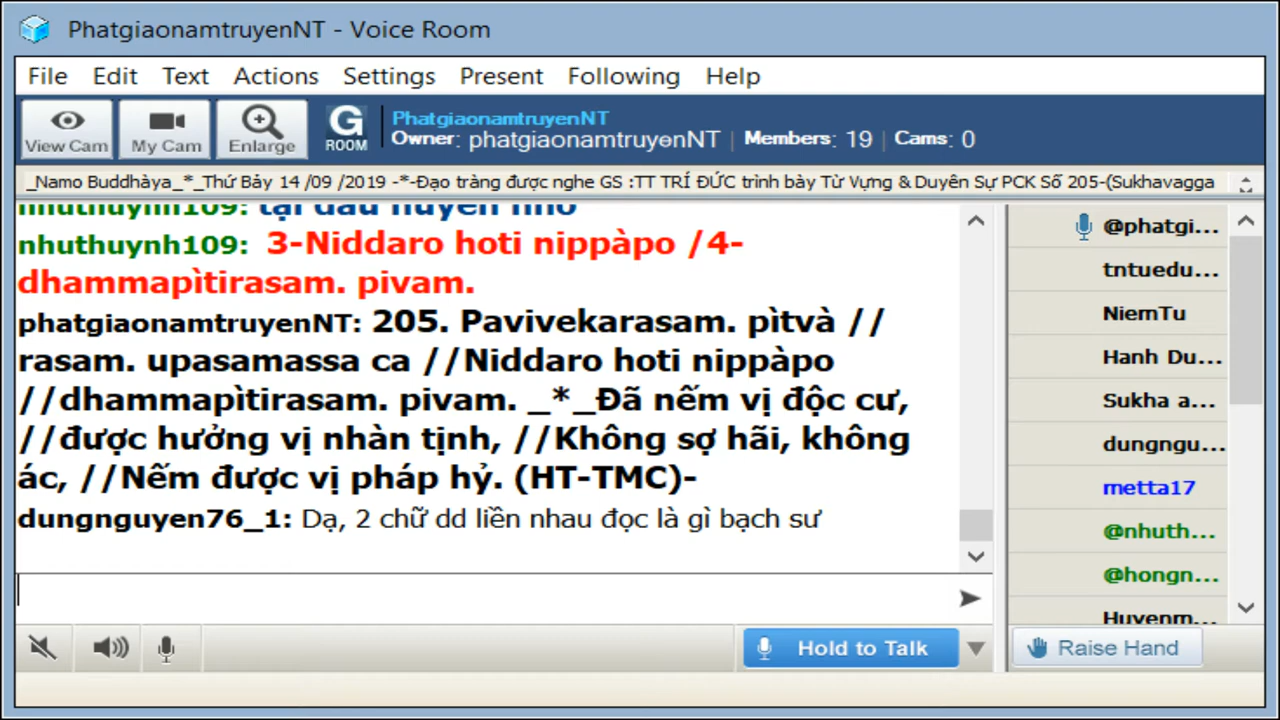 PhatgiaonamtruyenNT - Voice Room
File Edit Text Actions Settings Present Following Help
View Cam My Cam Enlarge G ROOM
PhatgiaonamtruyenNT
Owner: phatgiaonamtruyenNT | Members: 19 | Cams: 0
_Namo Buddhàya_*_Thứ Bảy 14 /09 /2019 -*-Đạo tràng được nghe GS :TT TRÍ ĐỨC trình bày Từ Vựng & Duyên Sự PCK Số 205-(Sukhavagga
nhuthuynh109: tại dấu huyền nhỏ
nhuthuynh109: 3-Niddaro hoti nippàpo /4-
dhammapìtirasam. pivam.
phatgiaonamtruyenNT: 205. Pavivekarasam. pìtvà //
rasam. upasamassa ca //Niddaro hoti nippàpo
//dhammapìtirasam. pivam. _*_Đã nếm vị độc cư,
//được hưởng vị nhàn tịnh, //Không sợ hãi, không
ác, //Nếm được vị pháp hỷ. (HT-TMC)-
dungnguyen76_1: Dạ, 2 chữ dd liền nhau đọc là gì bạch sư
@phatgi...
tntuedu...
NiemTu
Hanh Du...
Sukha a...
dungngu...
metta17
@nhuth...
@hongn...
Huyenm...
Hold to Talk
Raise Hand